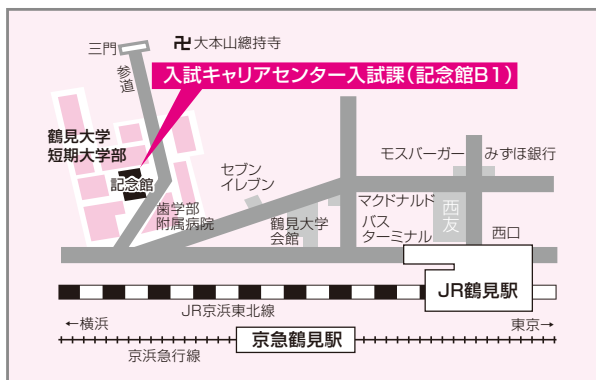 三門
卍 大本山總持寺
参道
入試キャリアセンター入試課（記念館B1）
鶴見大学
短期大学部
記念館
歯学部
附属病院
セブン
イレブン
鶴見大学
会館
モスバーガー
みずほ銀行
マクドナルド
バス
ターミナル
西友
西口
JR鶴見駅
JR京浜東北線
←横浜
東京→
京急鶴見駅
京浜急行線